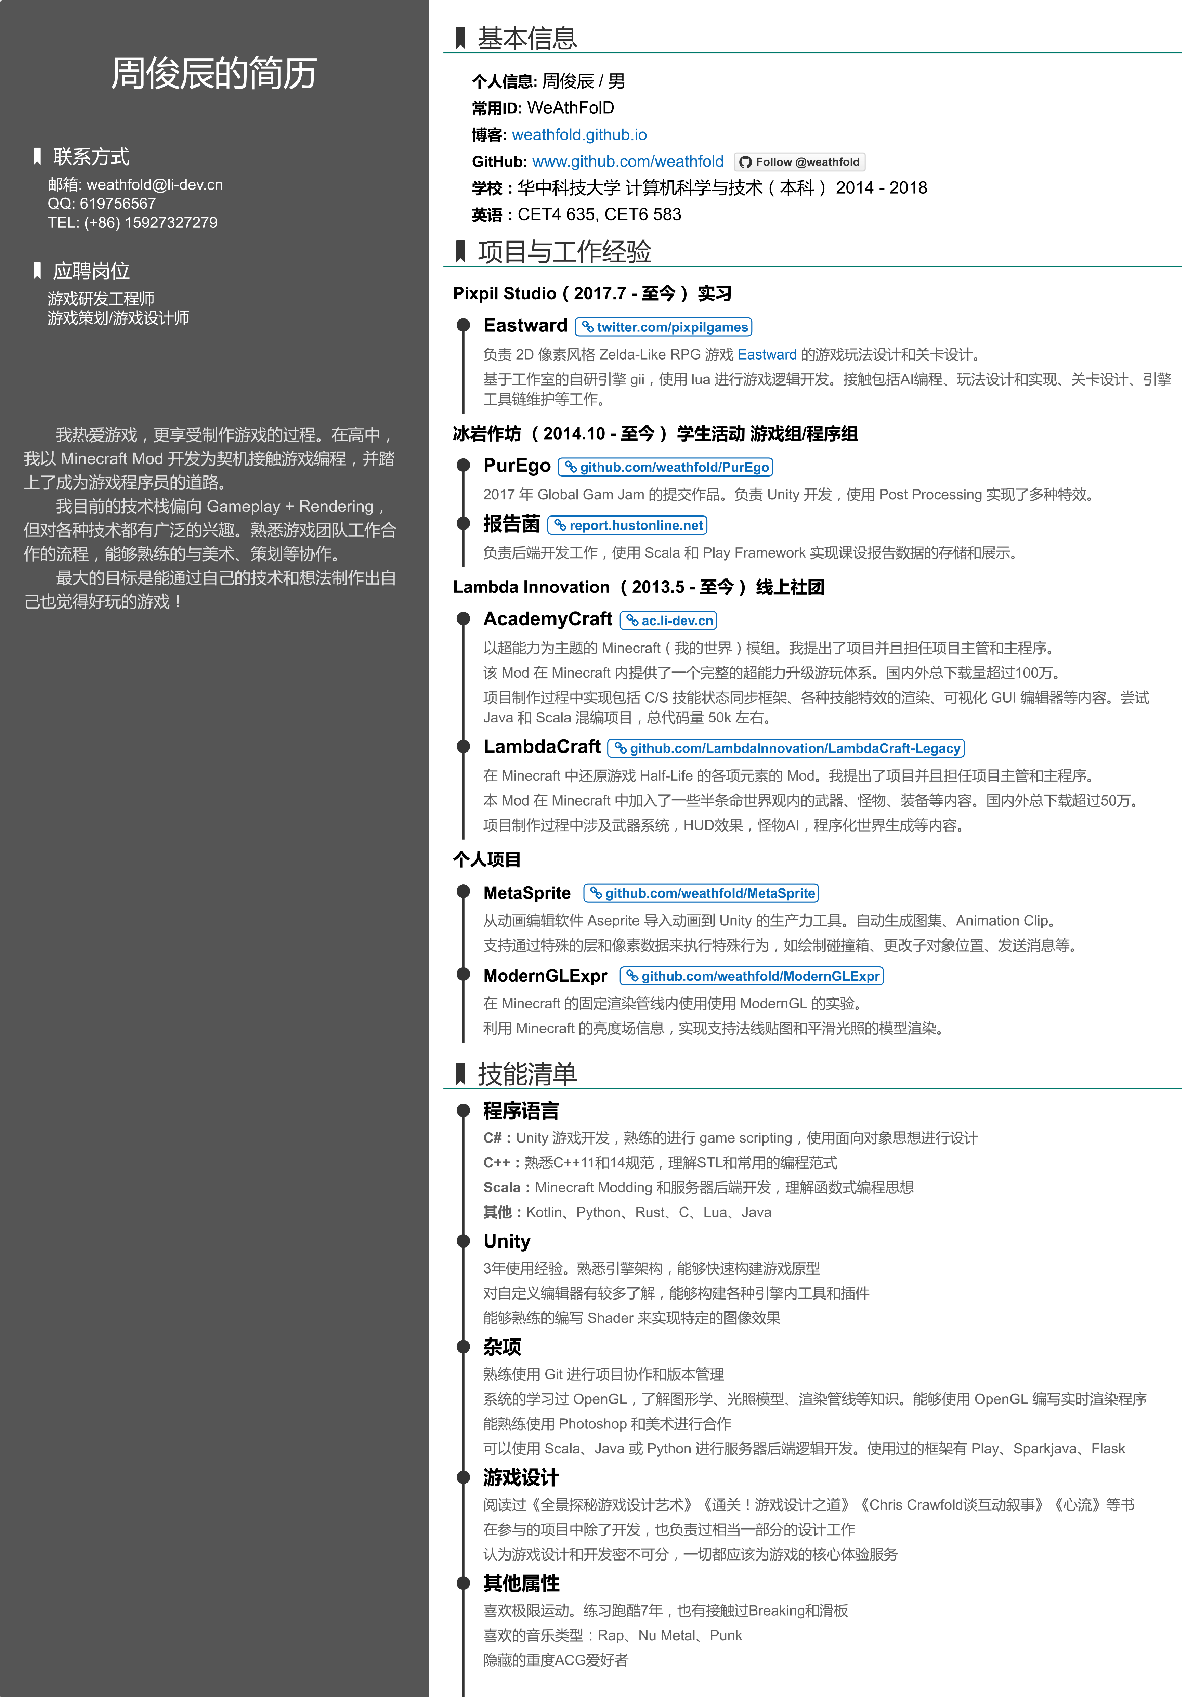 周俊辰的简历
联系方式
邮箱: weathfold@li-dev.cn
QQ: 619756567
TEL: (+86) 15927327279
应聘岗位
游戏研发工程师
游戏策划/游戏设计师
我热爱游戏，更享受制作游戏的过程。在高中，
我以 Minecraft Mod 开发为契机接触游戏编程，并踏
上了成为游戏程序员的道路。
我目前的技术栈偏向 Gameplay + Rendering，
但对各种技术都有广泛的兴趣。熟悉游戏团队工作合
作的流程，能够熟练的与美术、策划等协作。
最大的目标是能通过自己的技术和想法制作出自
己也觉得好玩的游戏！
基本信息
个人信息: 周俊辰 / 男
常用ID: WeAthFolD
博客: weathfold.github.io
GitHub: www.github.com/weathfold Follow @weathfold
学校：华中科技大学 计算机科学与技术（本科） 2014 - 2018
英语：CET4 635, CET6 583
项目与工作经验
Pixpil Studio（2017.7 - 至今） 实习
Eastward twitter.com/pixpilgames
负责 2D 像素风格 Zelda-Like RPG 游戏 Eastward 的游戏玩法设计和关卡设计。
基于工作室的自研引擎 gii，使用 lua 进行游戏逻辑开发。接触包括AI编程、玩法设计和实现、关卡设计、引擎
工具链维护等工作。
冰岩作坊 （2014.10 - 至今） 学生活动 游戏组/程序组
PurEgo github.com/weathfold/PurEgo
2017 年 Global Gam Jam 的提交作品。负责 Unity 开发，使用 Post Processing 实现了多种特效。
报告菌 report.hustonline.net
负责后端开发工作，使用 Scala 和 Play Framework 实现课设报告数据的存储和展示。
Lambda Innovation （2013.5 - 至今） 线上社团
AcademyCraft ac.li-dev.cn
以超能力为主题的 Minecraft（我的世界）模组。我提出了项目并且担任项目主管和主程序。
该 Mod 在 Minecraft 内提供了一个完整的超能力升级游玩体系。国内外总下载量超过100万。
项目制作过程中实现包括 C/S 技能状态同步框架、各种技能特效的渲染、可视化 GUI 编辑器等内容。尝试
Java 和 Scala 混编项目，总代码量 50k 左右。
LambdaCraft github.com/LambdaInnovation/LambdaCraft-Legacy
在 Minecraft 中还原游戏 Half-Life 的各项元素的 Mod。我提出了项目并且担任项目主管和主程序。
本 Mod 在 Minecraft 中加入了一些半条命世界观内的武器、怪物、装备等内容。国内外总下载超过50万。
项目制作过程中涉及武器系统，HUD效果，怪物AI，程序化世界生成等内容。
个人项目
MetaSprite github.com/weathfold/MetaSprite
从动画编辑软件 Aseprite 导入动画到 Unity 的生产力工具。自动生成图集、Animation Clip。
支持通过特殊的层和像素数据来执行特殊行为，如绘制碰撞箱、更改子对象位置、发送消息等。
ModernGLExpr github.com/weathfold/ModernGLExpr
在 Minecraft 的固定渲染管线内使用使用 ModernGL 的实验。
利用 Minecraft 的亮度场信息，实现支持法线贴图和平滑光照的模型渲染。
技能清单
程序语言
C#：Unity 游戏开发，熟练的进行 game scripting，使用面向对象思想进行设计
C++：熟悉C++11和14规范，理解STL和常用的编程范式
Scala：Minecraft Modding 和服务器后端开发，理解函数式编程思想
其他：Kotlin、Python、Rust、C、Lua、Java
Unity
3年使用经验。熟悉引擎架构，能够快速构建游戏原型
对自定义编辑器有较多了解，能够构建各种引擎内工具和插件
能够熟练的编写 Shader 来实现特定的图像效果
杂项
熟练使用 Git 进行项目协作和版本管理
系统的学习过 OpenGL，了解图形学、光照模型、渲染管线等知识。能够使用 OpenGL 编写实时渲染程序
能熟练使用 Photoshop 和美术进行合作
可以使用 Scala、Java 或 Python 进行服务器后端逻辑开发。使用过的框架有 Play、Sparkjava、Flask
游戏设计
阅读过《全景探秘游戏设计艺术》《通关！游戏设计之道》《Chris Crawfold谈互动叙事》《心流》等书
在参与的项目中除了开发，也负责过相当一部分的设计工作
认为游戏设计和开发密不可分，一切都应该为游戏的核心体验服务
其他属性
喜欢极限运动。练习跑酷7年，也有接触过Breaking和滑板
喜欢的音乐类型：Rap、Nu Metal、Punk
隐藏的重度ACG爱好者